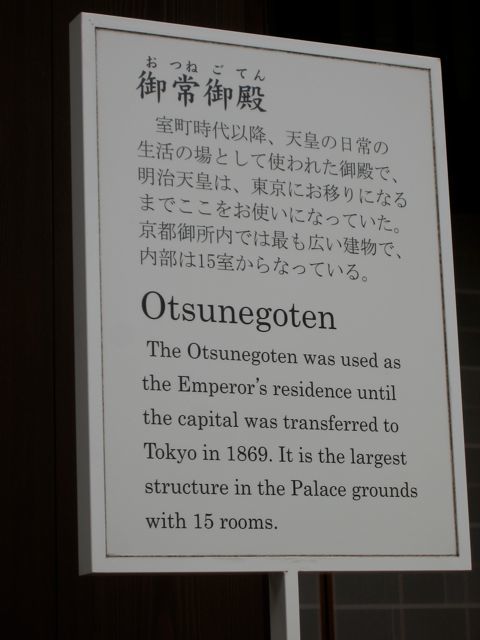 おつねごてん
御常御殿
室町時代以降、天皇の日常の
生活の場として使われた御殿で、
明治天皇は、東京にお移りになる
までここをお使いになっていた。
京都御所内では最も広い建物で、
内部は15室からなっている。
Otsunegoten
The Otsunegoten was used as
the Emperor's residence until
the capital was transferred to
Tokyo in 1869. It is the largest
structure in the Palace grounds
with 15 rooms.